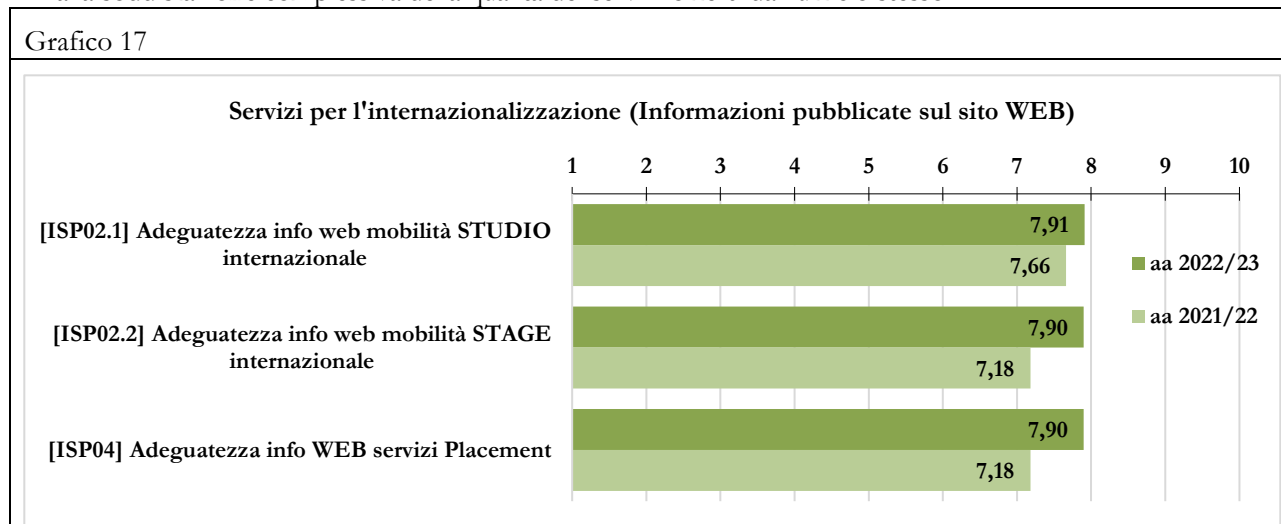 Grafico 17
Servizi per l'internazionalizzazione (Informazioni pubblicate sul sito WEB)
1 2 3 4 5 6 7 8 9 10
[ISP02.1] Adeguatezza info web mobilità STUDIO
internazionale
7,91
7,66
[ISP02.2] Adeguatezza info web mobilità STAGE
internazionale
7,90
7,18
[ISP04] Adeguatezza info WEB servizi Placement
7,90
7,18
aa 2022/23
aa 2021/22